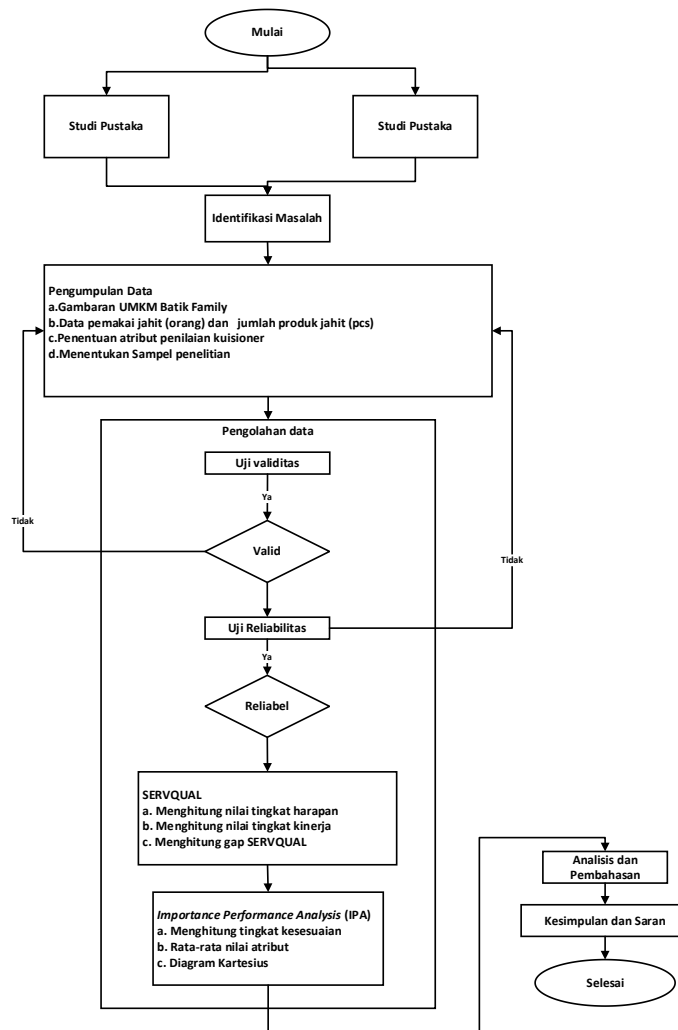 Mulai
Studi Pustaka
Studi Pustaka
Identifikasi Masalah
Pengumpulan Data
a.Gambaran UMKM Batik Family
b.Data pemakai jahit (orang) dan jumlah produk jahit (pcs)
c.Penentuan atribut penilaian kuisioner
d.Menentukan Sampel penelitian
Pengolahan data
Uji validitas
Ya
Tidak
Valid
Tidak
Uji Reliabilitas
Ya
Reliabel
SERVQUAL
a. Menghitung nilai tingkat harapan
b. Menghitung nilai tingkat kinerja
c. Menghitung gap SERVQUAL
Importance Performance Analysis (IPA)
a. Menghitung tingkat kesesuaian
b. Rata-rata nilai atribut
c. Diagram Kartesius
Analisis dan
Pembahasan
Kesimpulan dan Saran
Selesai